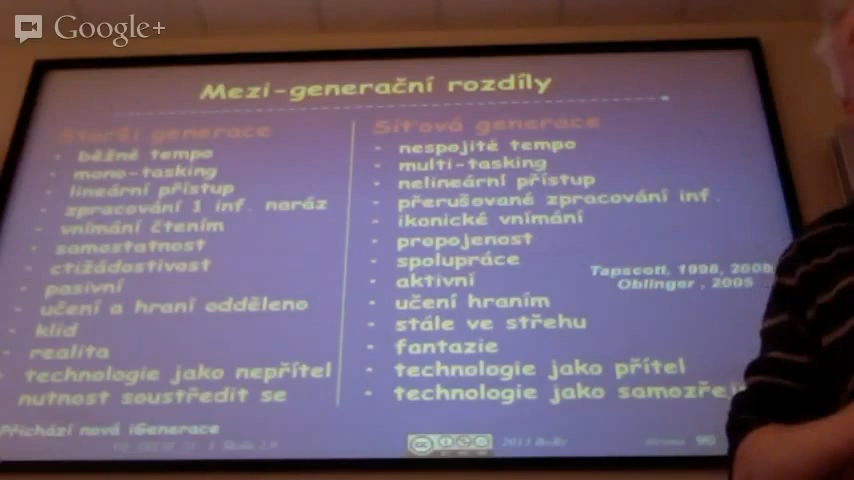 Google+
Mezi-generační rozdíly
Starší generace
běžné tempo
mono-tasking
lineární přístup
zpracování 1 inf. naráz
vnímání čtením
samostatnost
ctižádostivost
pasivní
učení a hraní odděleno
klid
realita
technologie jako nepřítel
nutnost soustředit se
Síťová generace
nespojité tempo
multi-tasking
nelineární přístup
přerušované zpracování inf.
ikonické vnímání
propojenost
spolupráce
aktivní
učení hraním
stále ve střehu
fantazie
technologie jako přítel
technologie jako
Tapscott, 1998, 2009
Oblinger, 2005
Přichází nová iGenerace
cc